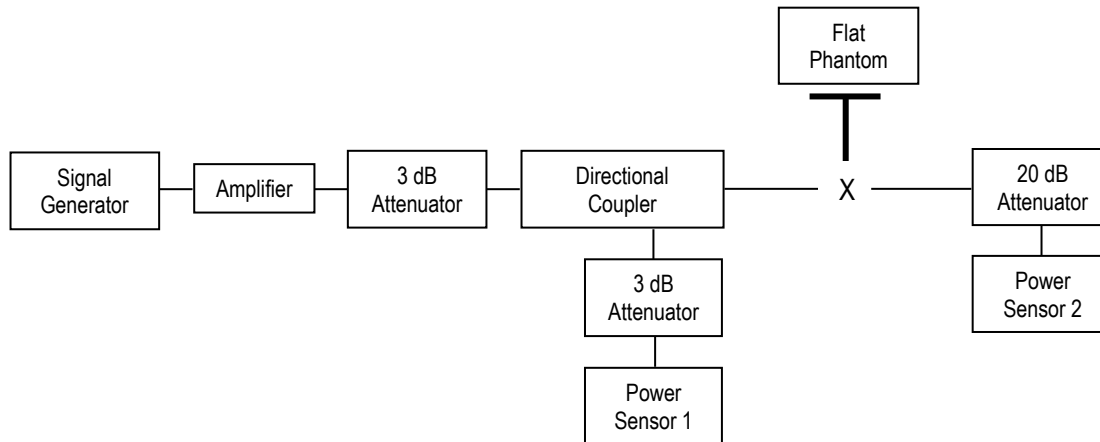 Flat
Phantom
Signal
Generator
Amplifier
3 dB
Attenuator
Directional
Coupler
X
20 dB
Attenuator
3 dB
Attenuator
Power
Sensor 2
Power
Sensor 1